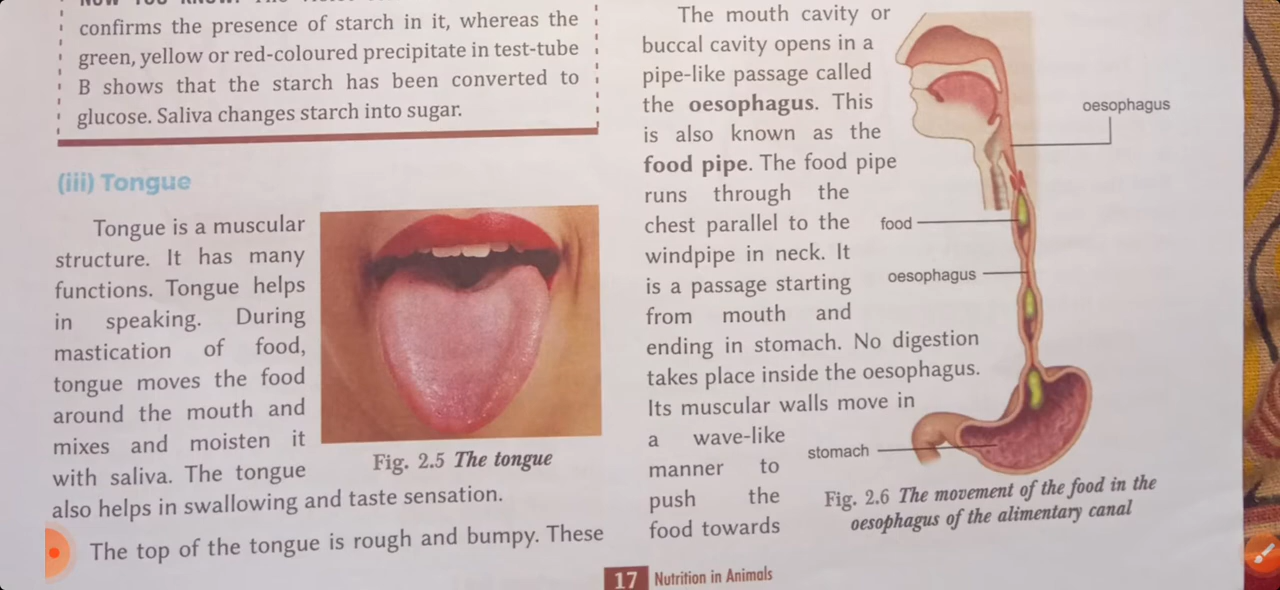 confirms the presence of starch in it, whereas the
green, yellow or red-coloured precipitate in test-tube
B shows that the starch has been converted to
glucose. Saliva changes starch into sugar.
(iii) Tongue
Tongue is a muscular
structure. It has many
functions. Tongue helps
in speaking. During
mastication of food,
tongue moves the food
around the mouth and
mixes and moisten it
with saliva. The tongue
also helps in swallowing and taste sensation.
Fig. 2.5 The tongue
The top of the tongue is rough and bumpy. These
The mouth cavity or
buccal cavity opens in a
pipe-like passage called
the oesophagus. This
is also known as the
food pipe. The food pipe
runs through the
chest parallel to the
windpipe in neck. It
is a passage starting
from mouth and
ending in stomach. No digestion
takes place inside the oesophagus.
Its muscular walls move in
a wave-like
manner to
push the
food towards
oesophagus
food
oesophagus
stomach
Fig. 2.6 The movement of the food in the
oesophagus of the alimentary canal
17 Nutrition in Animals